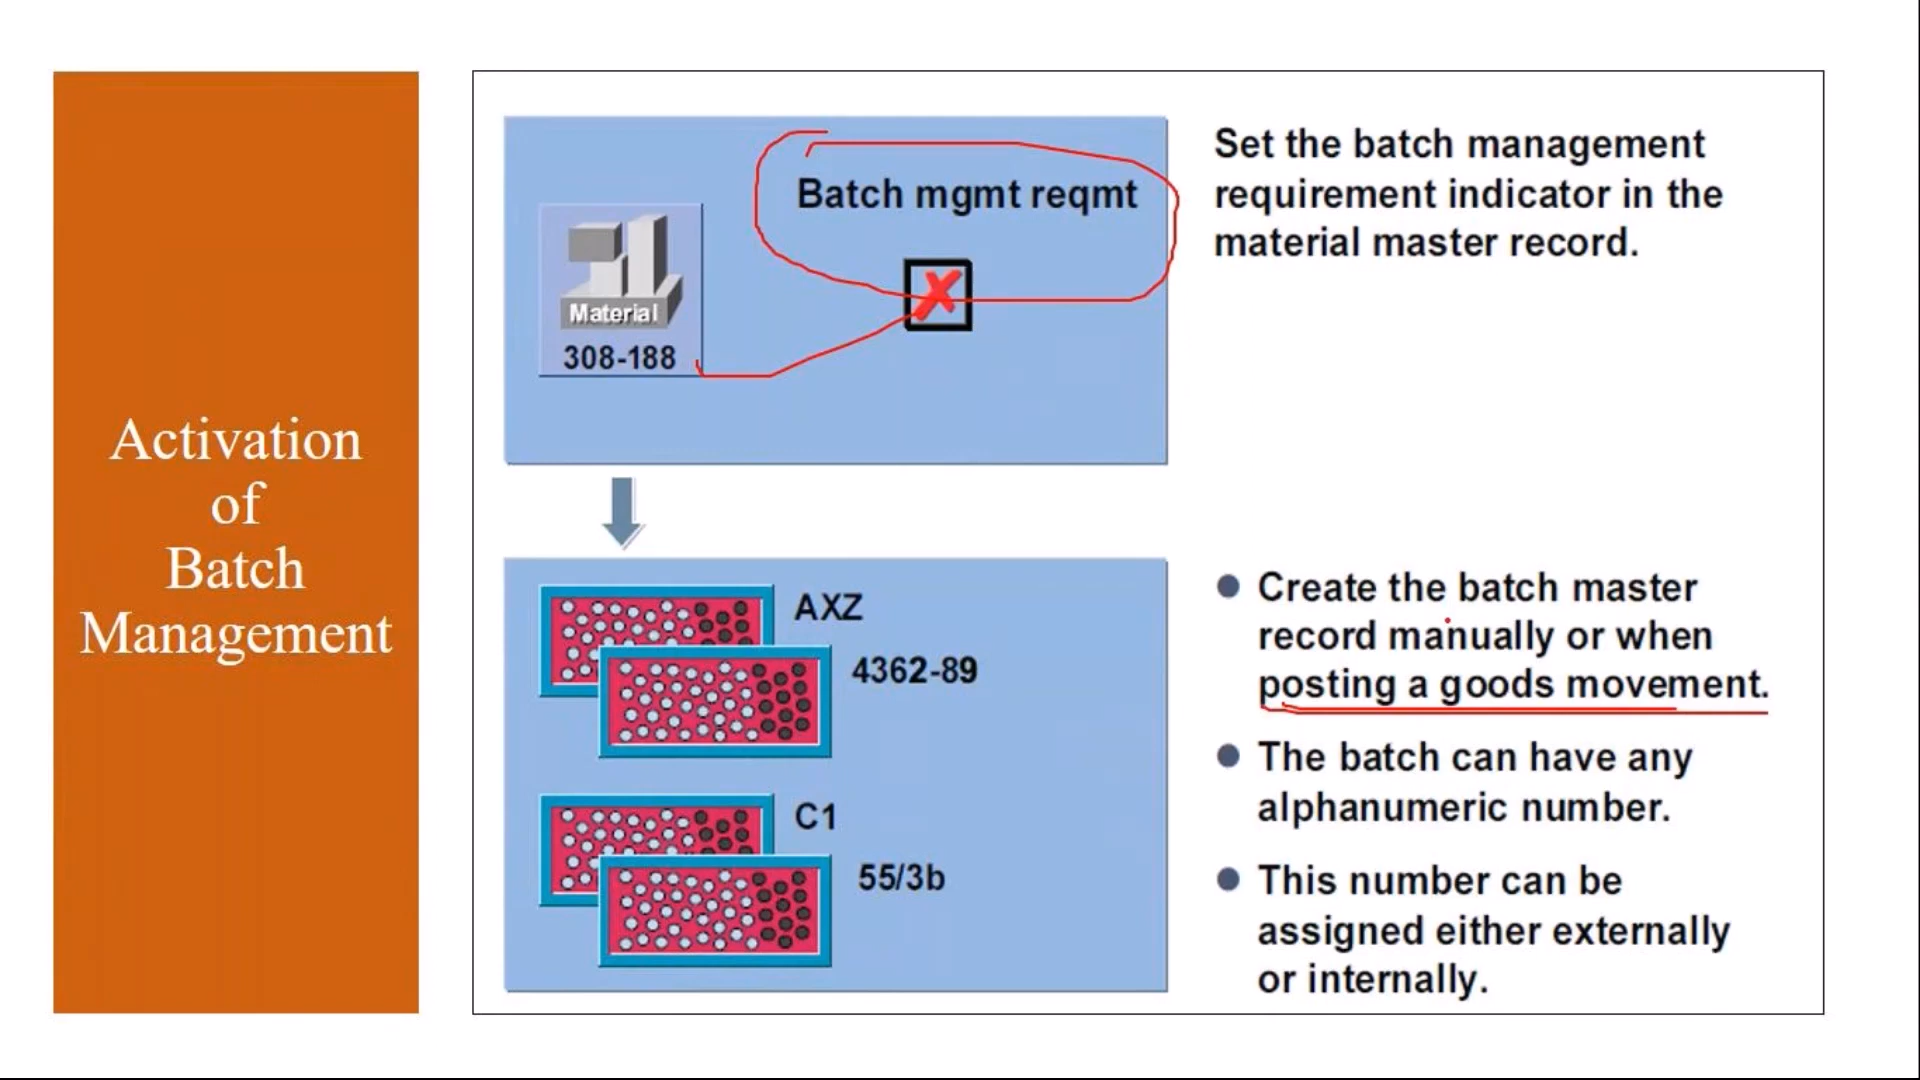 Activation
of
Batch
Management
Batch mgmt reqmt
Material
308-188
Set the batch management
requirement indicator in the
material master record.
AXZ
4362-89
C1
55/3b
Create the batch master
record manually or when
posting a goods movement.
The batch can have any
alphanumeric number.
This number can be
assigned either externally
or internally.